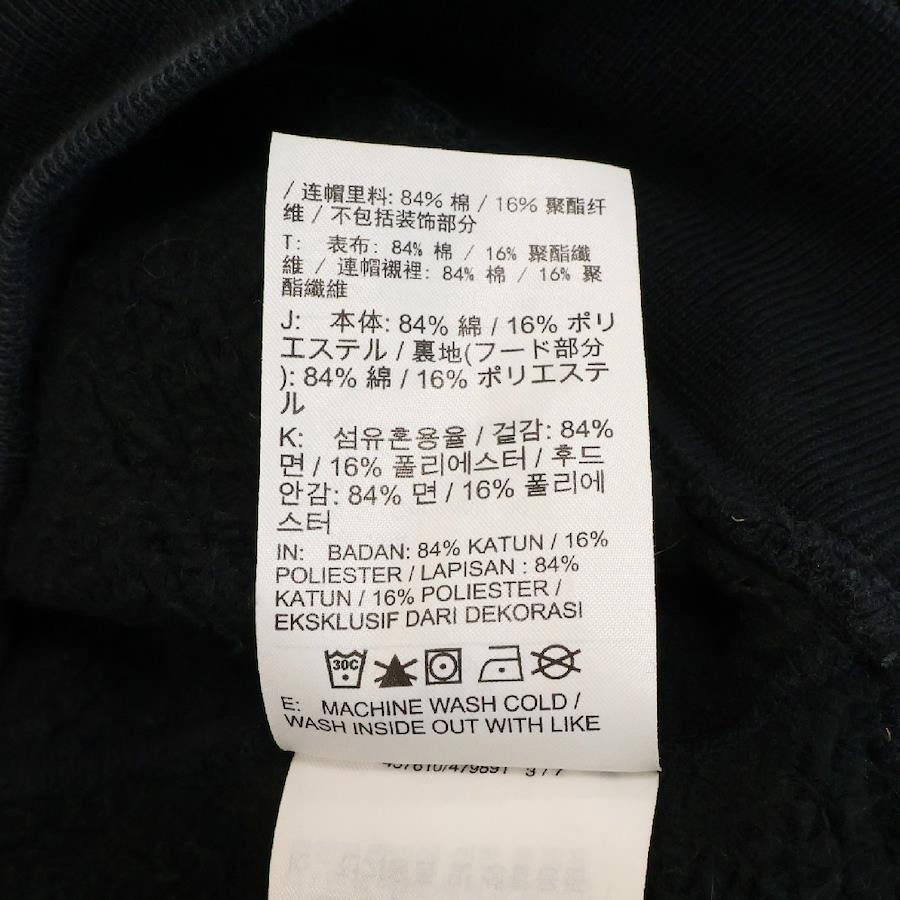 / 连帽里料: 84% 棉 / 16% 聚酯纤
维 / 不包括装饰部分
T: 表布: 84% 棉 / 16% 聚酯纖
維 / 連帽襯裡: 84% 棉 / 16% 聚
酯纖維
J: 本体: 84% 綿 / 16% ポリ
エステル / 裏地(フード部分
): 84% 綿 / 16% ポリエステ
ル
K: 섬유혼용율 / 겉감: 84%
면 / 16% 폴리에스터 / 후드
안감: 84% 면 / 16% 폴리에
스터
IN: BADAN: 84% KATUN / 16%
POLIESTER / LAPISAN : 84%
KATUN / 16% POLIESTER /
EKSKLUSIF DARI DEKORASI
30C
E: MACHINE WASH COLD /
WASH INSIDE OUT WITH LIKE
457610/479891 3 / 7